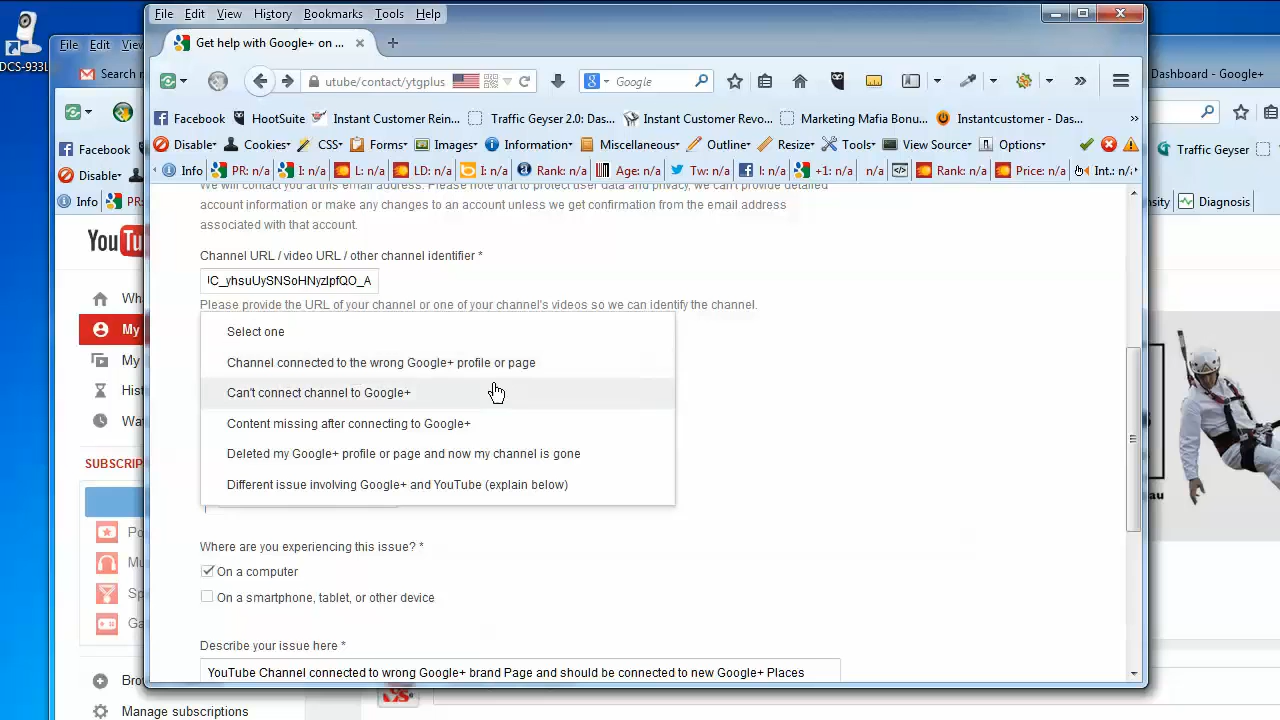 DCS-933L
File Edit View History Bookmarks Tools Help
File Edit
Get help with Google+ on ...
Search
Dashboard - Google+
utube/contact/ytgplus
Google
Facebook HootSuite Instant Customer Rein... Traffic Geyser 2.0: Das... Instant Customer Revo... Marketing Mafia Bonu... Instantcustomer - Das...
Facebook
Traffic Geyser
Disable Cookies CSS Forms Images Information Miscellaneous Outline Resize Tools View Source Options
Disable
Info PR: n/a I: n/a L: n/a LD: n/a I: n/a Rank: n/a Age: n/a Tw: n/a I: n/a +1: n/a n/a Rank: n/a Price: n/a Int.: n/a
Info
Diagnosis
We will contact you at this email address. Please note that to protect user data and privacy, we can't provide detailed
account information or make any changes to an account unless we get confirmation from the email address
associated with that account.
Channel URL / video URL / other channel identifier *
Please provide the URL of your channel or one of your channel's videos so we can identify the channel.
Select one
Channel connected to the wrong Google+ profile or page
Can't connect channel to Google+
Content missing after connecting to Google+
Deleted my Google+ profile or page and now my channel is gone
Different issue involving Google+ and YouTube (explain below)
Where are you experiencing this issue? *
On a computer
On a smartphone, tablet, or other device
Describe your issue here *
YouTube Channel connected to wrong Google+ brand Page and should be connected to new Google+ Places
You
My
My
SUBSCRIP
Manage subscriptions
au